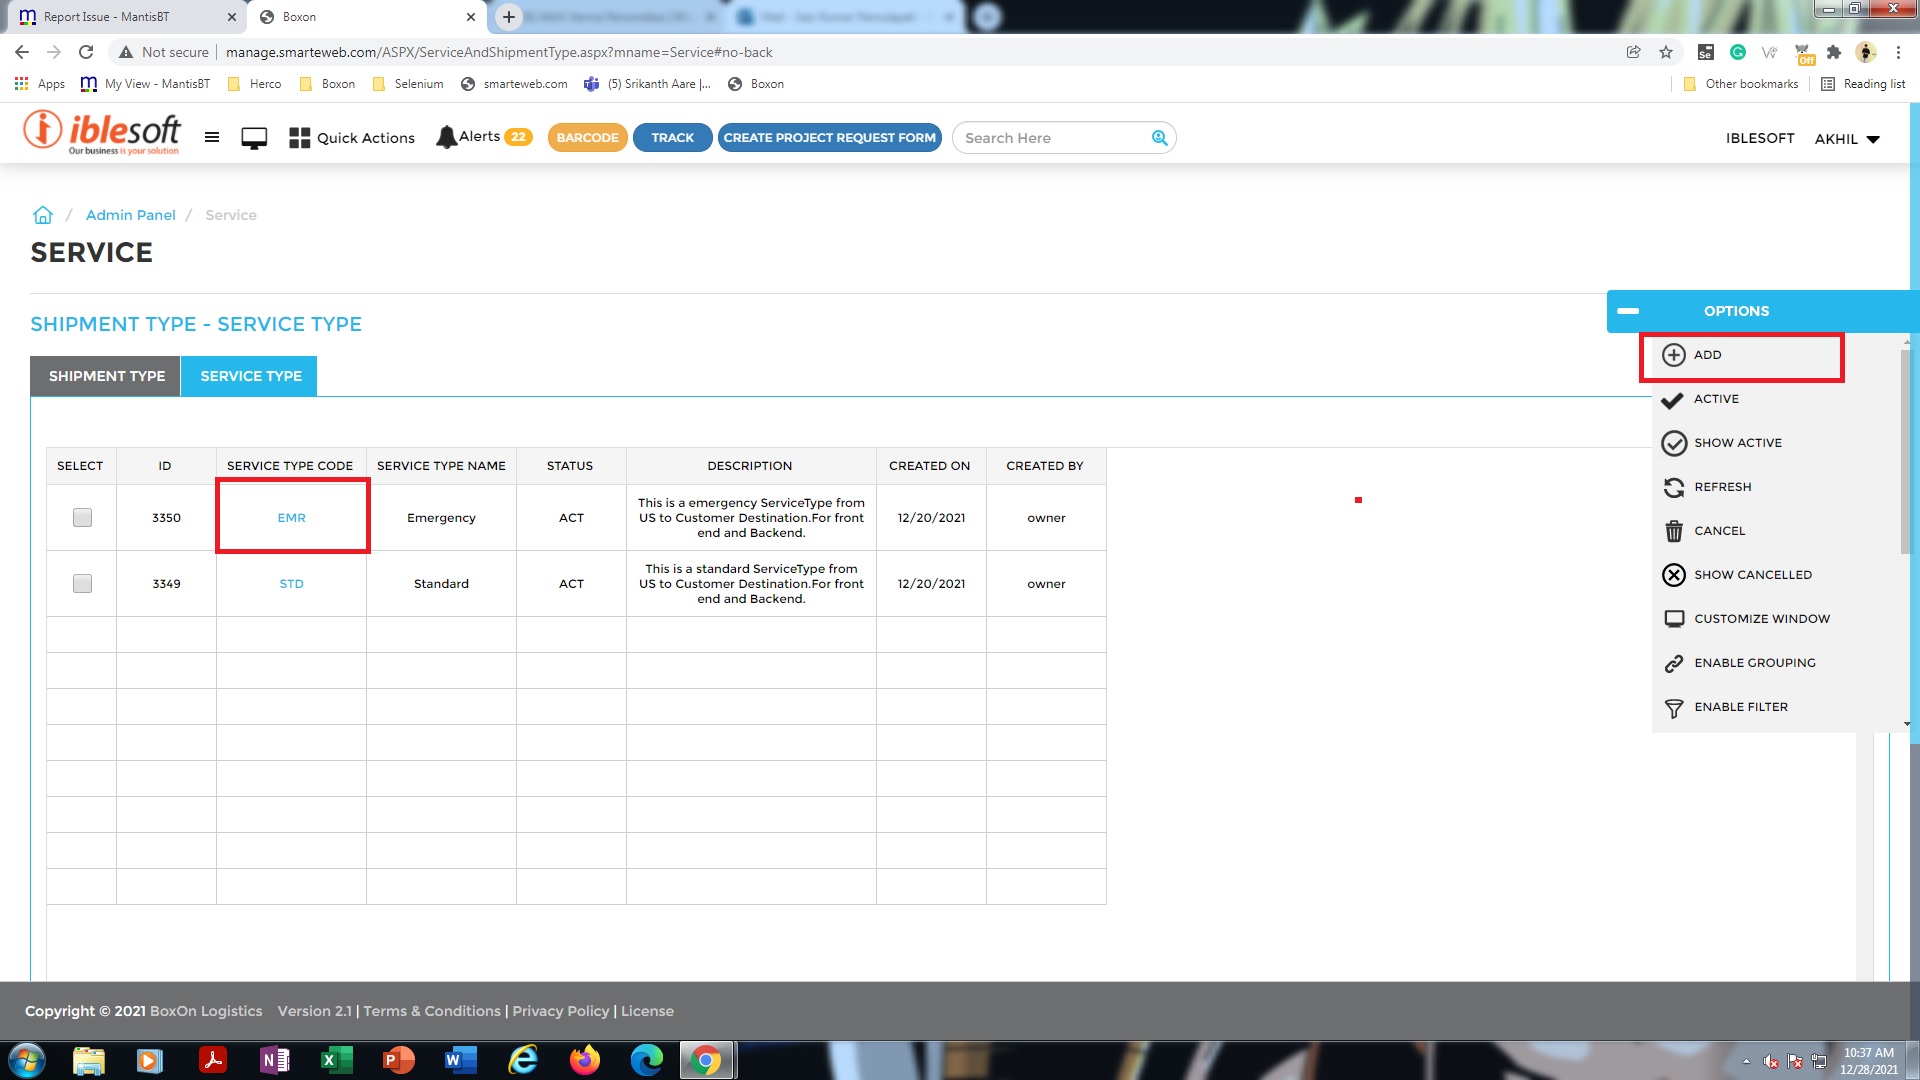 Report Issue - MantisBT
Boxon
Not secure
manage.smarteweb.com/ASPX/ServiceAndShipmentType.aspx?mname=Service#no-back
Se
Off
Apps
My View - MantisBT
Herco
Boxon
Selenium
smarteweb.com
(5) Srikanth Aare |...
Boxon
Other bookmarks
Reading list
iblesoft
Our business is your solution
Quick Actions
Alerts 22
BARCODE
TRACK
CREATE PROJECT REQUEST FORM
Search Here
IBLESOFT
AKHIL
/ Admin Panel / Service
SERVICE
SHIPMENT TYPE - SERVICE TYPE
OPTIONS
SHIPMENT TYPE
SERVICE TYPE
ADD
ACTIVE
SHOW ACTIVE
REFRESH
CANCEL
SHOW CANCELLED
CUSTOMIZE WINDOW
ENABLE GROUPING
ENABLE FILTER
SELECT ID SERVICE TYPE CODE SERVICE TYPE NAME STATUS DESCRIPTION CREATED ON CREATED BY
3350 EMR Emergency ACT This is a emergency ServiceType from
US to Customer Destination.For front
end and Backend. 12/20/2021 owner
3349 STD Standard ACT This is a standard ServiceType from
US to Customer Destination.For front
end and Backend. 12/20/2021 owner
Copyright © 2021 BoxOn Logistics Version 2.1 | Terms & Conditions | Privacy Policy | License
10:37 AM
12/28/2021